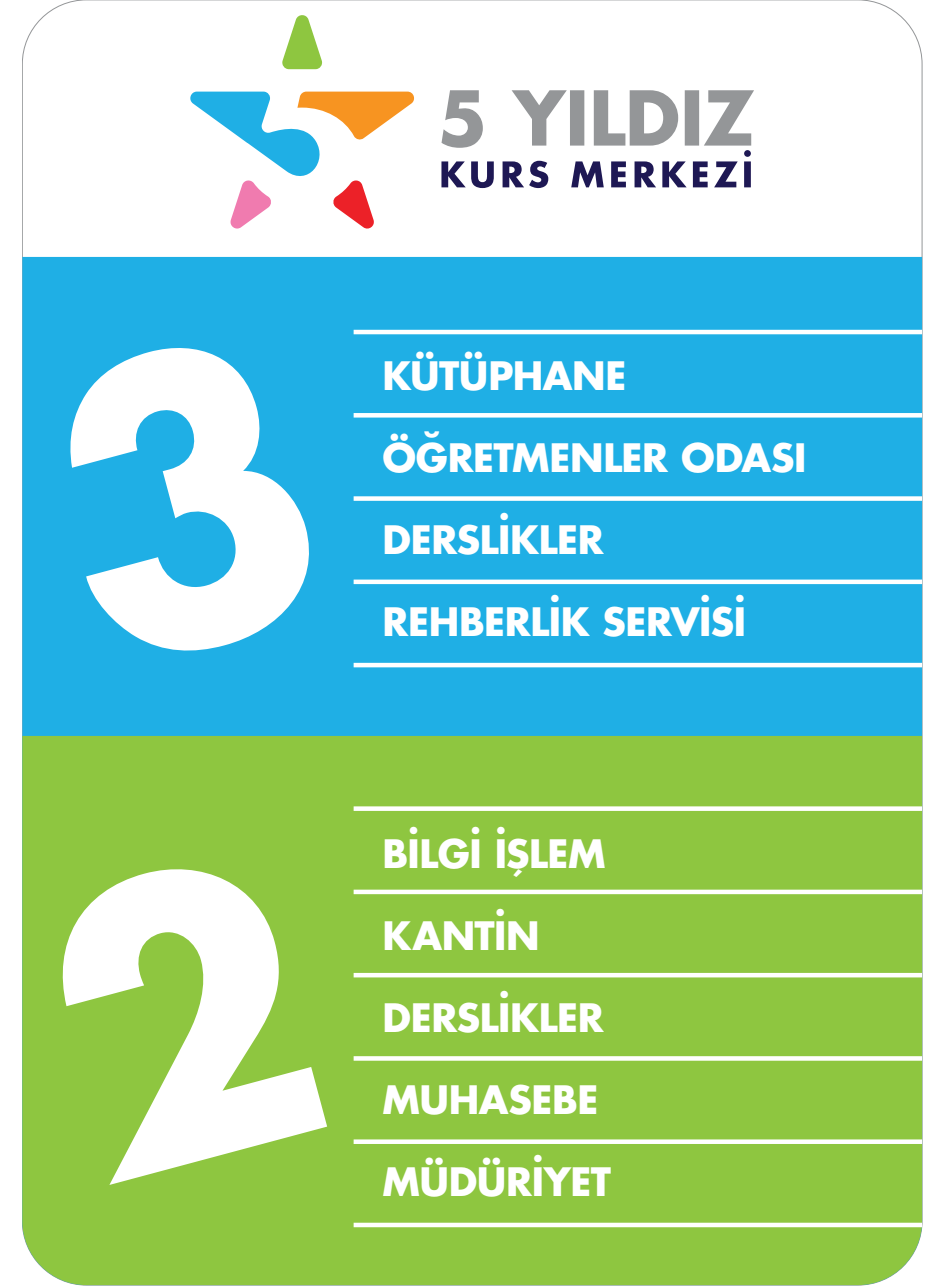 5 YILDIZ
KURS MERKEZİ
3
KÜTÜPHANE
ÖĞRETMENLER ODASI
DERSLİKLER
REHBERLİK SERVİSİ
2
BİLGİ İŞLEM
KANTİN
DERSLİKLER
MUHASEBE
MÜDÜRİYET